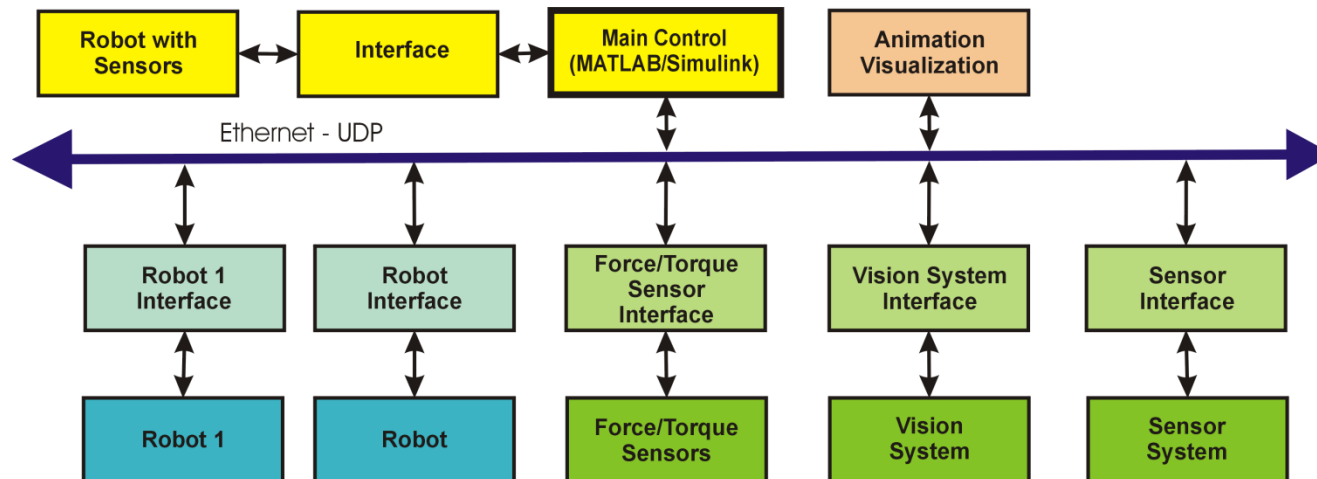 Robot with
Sensors
Interface
Main Control
(MATLAB/Simulink)
Animation
Visualization
Ethernet - UDP
Robot 1
Interface
Robot
Interface
Force/Torque
Sensor
Interface
Vision System
Interface
Sensor
Interface
Robot 1
Robot
Force/Torque
Sensors
Vision
System
Sensor
System